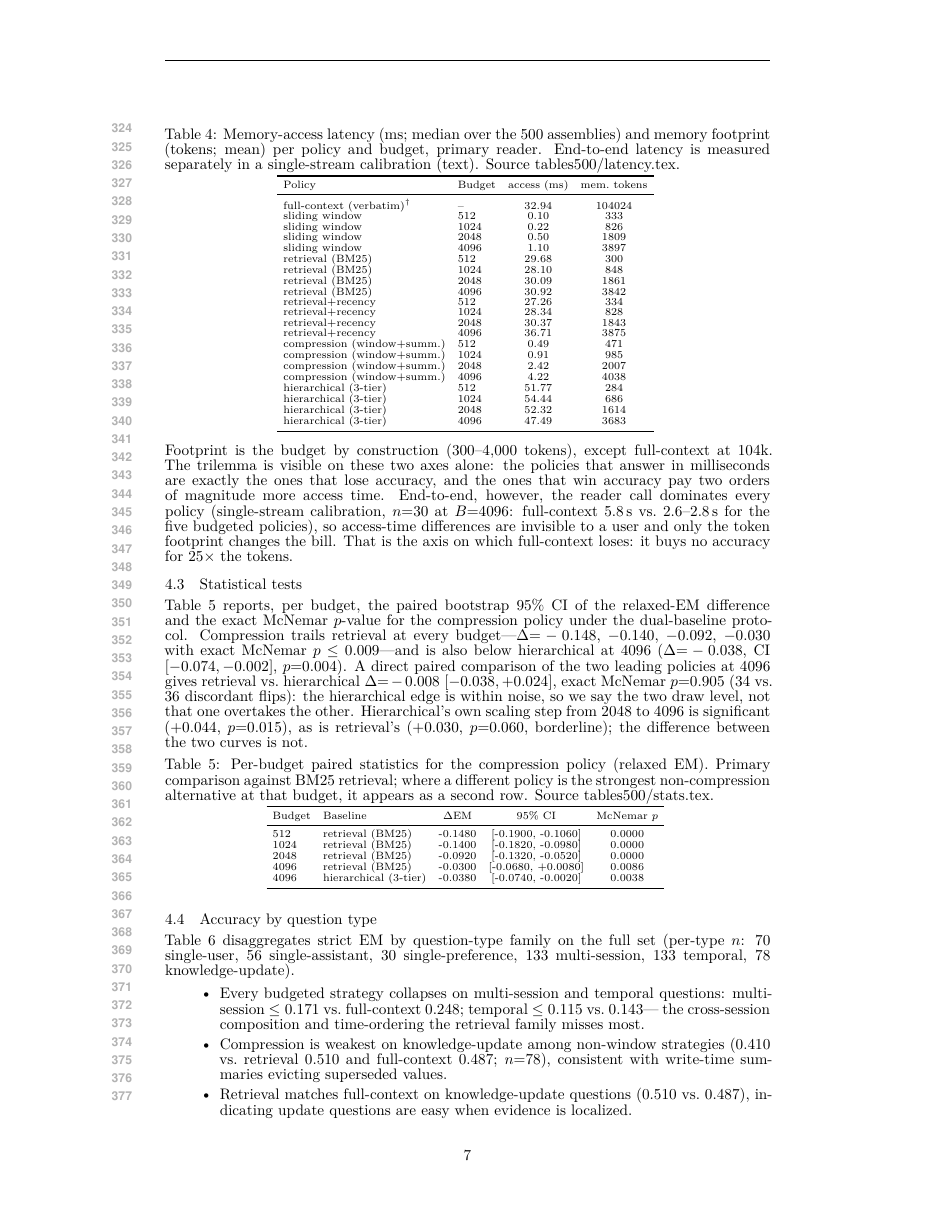 324
325
326
327
328
329
330
331
332
333
334
335
336
337
338
339
340
341
342
343
344
345
346
347
348
349
350
351
352
353
354
355
356
357
358
359
360
361
362
363
364
365
366
367
368
369
370
371
372
373
374
375
376
377
Table 4: Memory-access latency (ms; median over the 500 assemblies) and memory footprint
(tokens; mean) per policy and budget, primary reader. End-to-end latency is measured
separately in a single-stream calibration (text). Source tables500/latency.tex.
Policy Budget access (ms) mem. tokens
full-context (verbatim)† – 32.94 104024
sliding window 512 0.10 333
sliding window 1024 0.22 826
sliding window 2048 0.50 1809
sliding window 4096 1.10 3897
retrieval (BM25) 512 29.68 300
retrieval (BM25) 1024 28.10 848
retrieval (BM25) 2048 30.09 1861
retrieval (BM25) 4096 30.92 3842
retrieval+recency 512 27.26 334
retrieval+recency 1024 28.34 828
retrieval+recency 2048 30.37 1843
retrieval+recency 4096 36.71 3875
compression (window+summ.) 512 0.49 471
compression (window+summ.) 1024 0.91 985
compression (window+summ.) 2048 2.42 2007
compression (window+summ.) 4096 4.22 4038
hierarchical (3-tier) 512 51.77 284
hierarchical (3-tier) 1024 54.44 686
hierarchical (3-tier) 2048 52.32 1614
hierarchical (3-tier) 4096 47.49 3683
Footprint is the budget by construction (300–4,000 tokens), except full-context at 104k.
The trilemma is visible on these two axes alone: the policies that answer in milliseconds
are exactly the ones that lose accuracy, and the ones that win accuracy pay two orders
of magnitude more access time. End-to-end, however, the reader call dominates every
policy (single-stream calibration, n=30 at B=4096: full-context 5.8 s vs. 2.6–2.8 s for the
five budgeted policies), so access-time differences are invisible to a user and only the token
footprint changes the bill. That is the axis on which full-context loses: it buys no accuracy
for 25× the tokens.
4.3 Statistical tests
Table 5 reports, per budget, the paired bootstrap 95% CI of the relaxed-EM difference
and the exact McNemar p-value for the compression policy under the dual-baseline proto-
col. Compression trails retrieval at every budget—Δ= − 0.148, −0.140, −0.092, −0.030
with exact McNemar p ≤ 0.009—and is also below hierarchical at 4096 (Δ= − 0.038, CI
[−0.074, −0.002], p=0.004). A direct paired comparison of the two leading policies at 4096
gives retrieval vs. hierarchical Δ=−0.008 [−0.038, +0.024], exact McNemar p=0.905 (34 vs.
36 discordant flips): the hierarchical edge is within noise, so we say the two draw level, not
that one overtakes the other. Hierarchical's own scaling step from 2048 to 4096 is significant
(+0.044, p=0.015), as is retrieval's (+0.030, p=0.060, borderline); the difference between
the two curves is not.
Table 5: Per-budget paired statistics for the compression policy (relaxed EM). Primary
comparison against BM25 retrieval; where a different policy is the strongest non-compression
alternative at that budget, it appears as a second row. Source tables500/stats.tex.
Budget Baseline ΔEM 95% CI McNemar p
512 retrieval (BM25) -0.1480 [-0.1900, -0.1060] 0.0000
1024 retrieval (BM25) -0.1400 [-0.1820, -0.0980] 0.0000
2048 retrieval (BM25) -0.0920 [-0.1320, -0.0520] 0.0000
4096 retrieval (BM25) -0.0300 [-0.0680, +0.0080] 0.0086
4096 hierarchical (3-tier) -0.0380 [-0.0740, -0.0020] 0.0038
4.4 Accuracy by question type
Table 6 disaggregates strict EM by question-type family on the full set (per-type n: 70
single-user, 56 single-assistant, 30 single-preference, 133 multi-session, 133 temporal, 78
knowledge-update).
• Every budgeted strategy collapses on multi-session and temporal questions: multi-
session ≤ 0.171 vs. full-context 0.248; temporal ≤ 0.115 vs. 0.143— the cross-session
composition and time-ordering the retrieval family misses most.
• Compression is weakest on knowledge-update among non-window strategies (0.410
vs. retrieval 0.510 and full-context 0.487; n=78), consistent with write-time sum-
maries evicting superseded values.
• Retrieval matches full-context on knowledge-update questions (0.510 vs. 0.487), in-
dicating update questions are easy when evidence is localized.
7